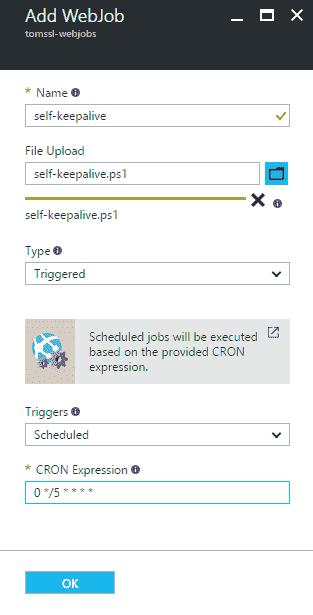 Add WebJob
tomssl-webjobs
* Name
self-keepalive
File Upload
self-keepalive.ps1
self-keepalive.ps1
Type
Triggered
Scheduled jobs will be executed
based on the provided CRON
expression.
Triggers
Scheduled
* CRON Expression
0 */5 * * * *
OK